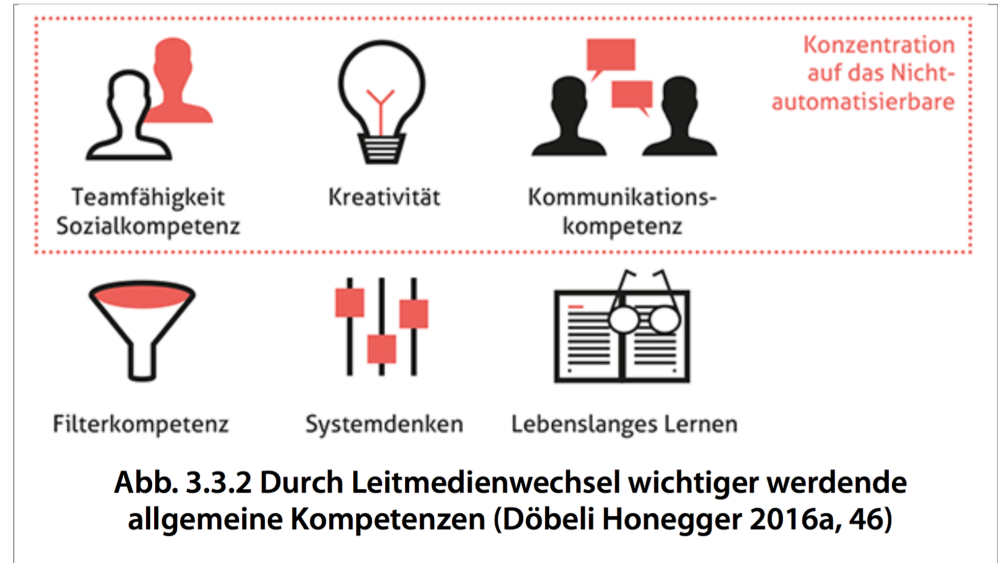 Konzentration
auf das Nicht-
automatisierbare
Teamfähigkeit
Sozialkompetenz
Kreativität
Kommunikations-
kompetenz
Filterkompetenz
Systemdenken
Lebenslanges Lernen
Abb. 3.3.2 Durch Leitmedienwechsel wichtiger werdende
allgemeine Kompetenzen (Döbeli Honegger 2016a, 46)